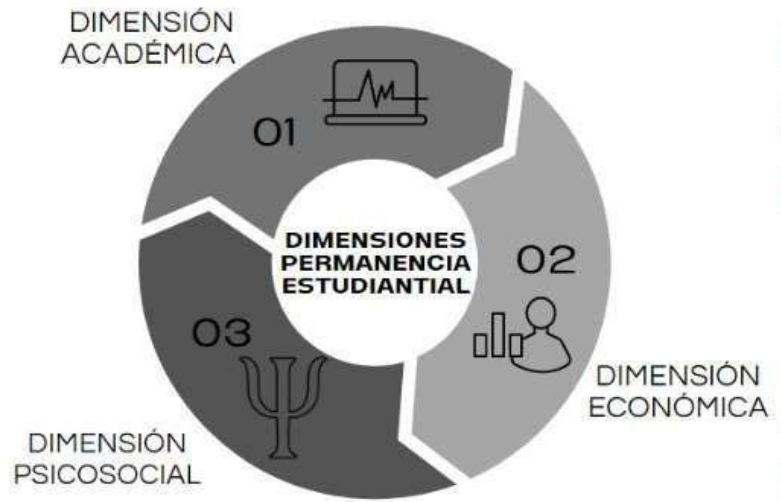 DIMENSIÓN
ACADÉMICA
01
DIMENSIONES
PERMANENCIA
ESTUDIANTIAL
02
DIMENSIÓN
ECONÓMICA
03
DIMENSIÓN
PSICOSOCIAL